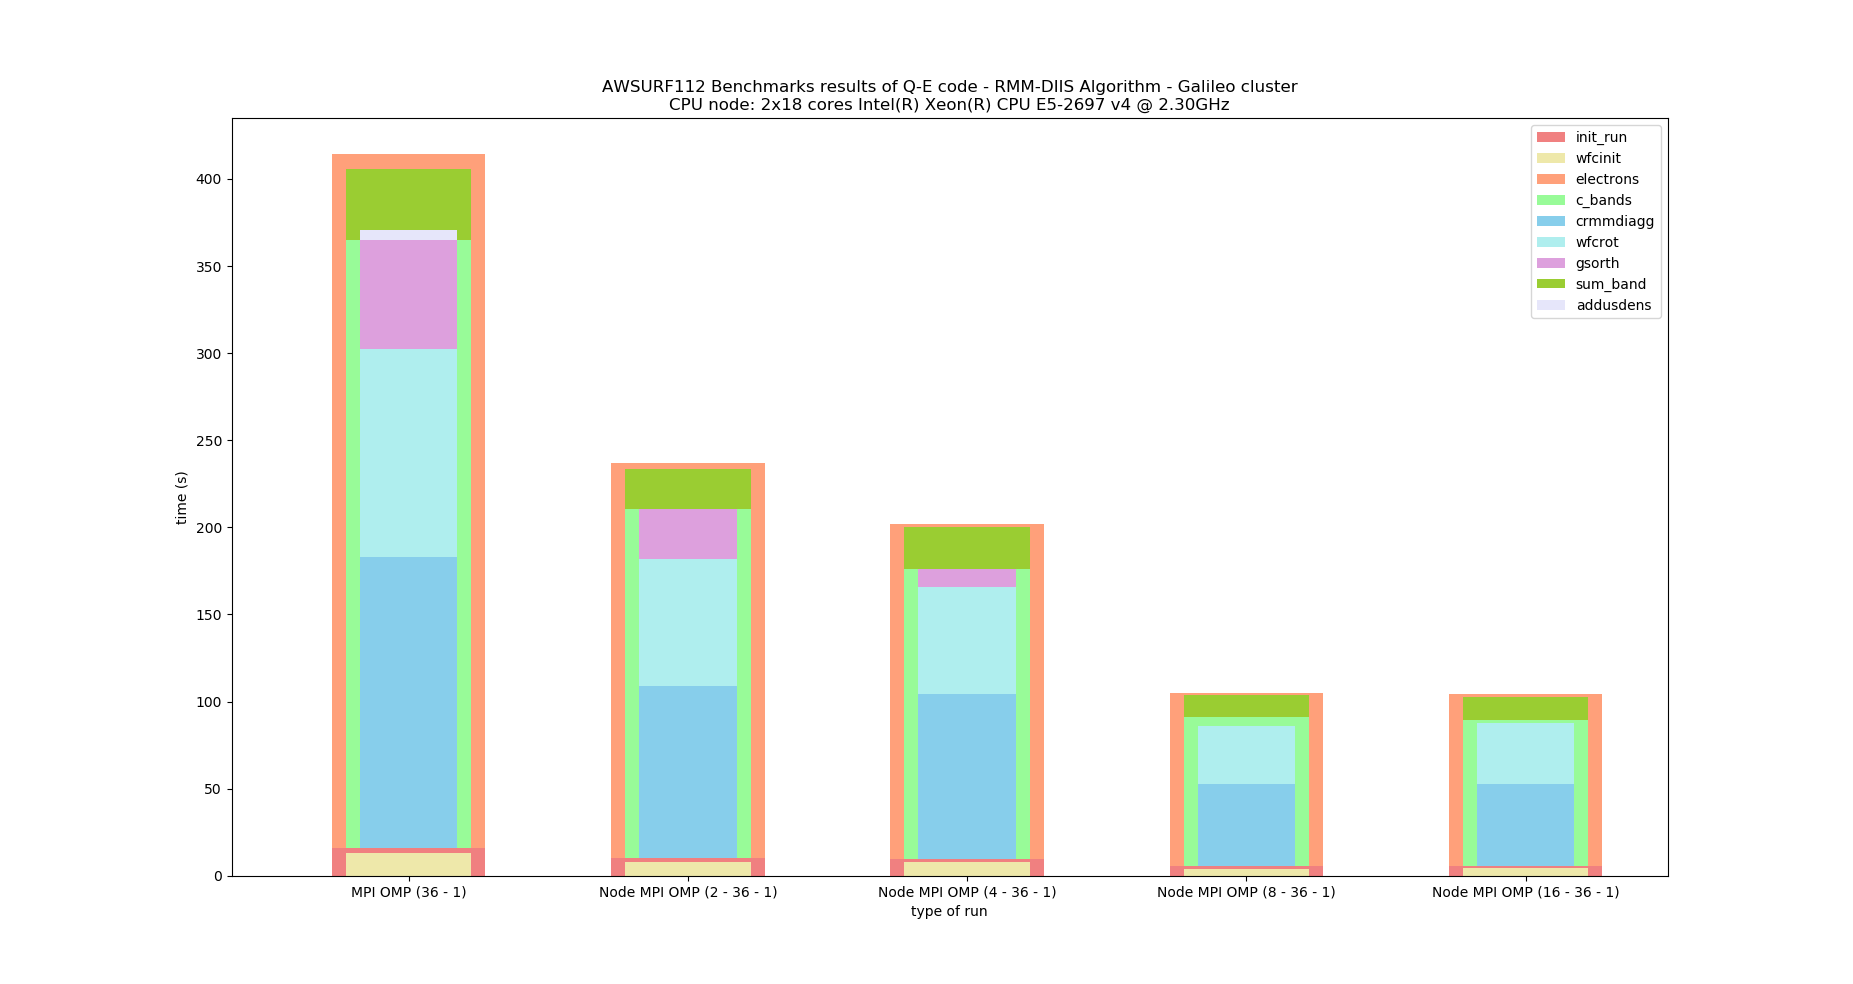 AWSURF112 Benchmarks results of Q-E code - RMM-DIIS Algorithm - Galileo cluster
CPU node: 2x18 cores Intel(R) Xeon(R) CPU E5-2697 v4 @ 2.30GHz
init_run
wfcinit
electrons
c_bands
crmmdiagg
wfcrot
gsorth
sum_band
addusdens
time (s)
400
350
300
250
200
150
100
50
0
MPI OMP (36 - 1)
Node MPI OMP (2 - 36 - 1)
Node MPI OMP (4 - 36 - 1)
Node MPI OMP (8 - 36 - 1)
Node MPI OMP (16 - 36 - 1)
type of run